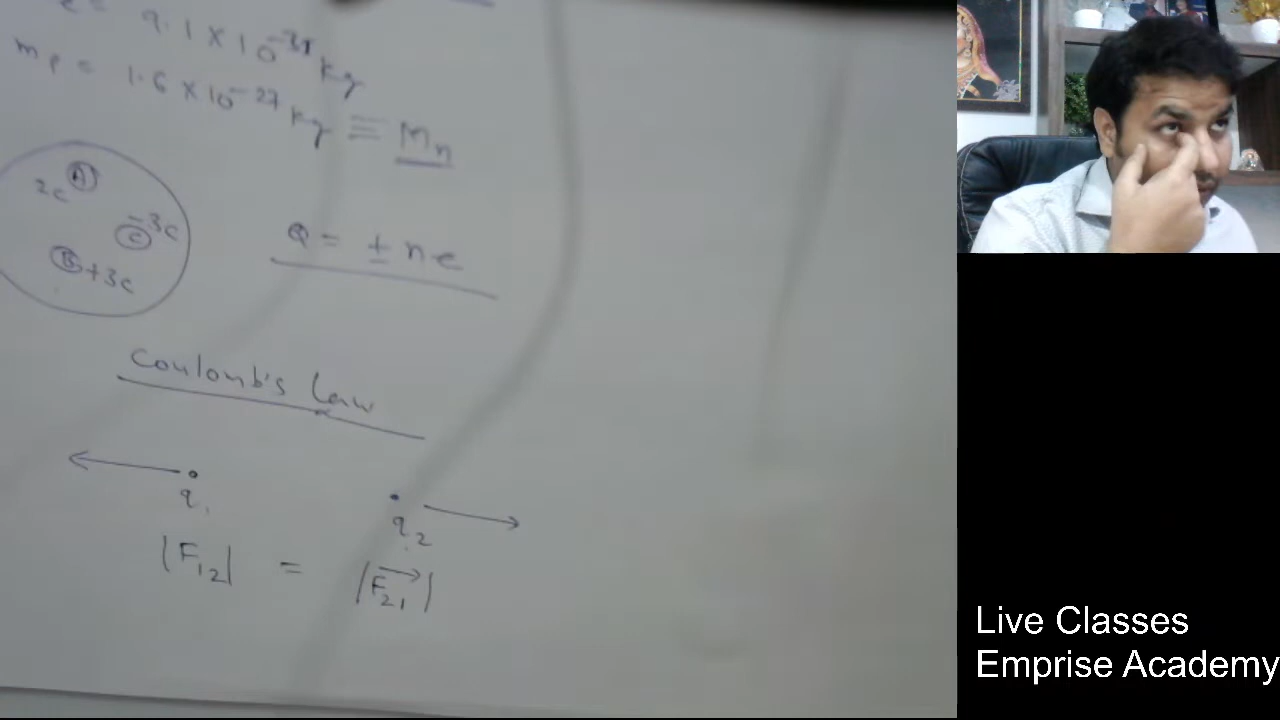 e = 9.1 × 10⁻³¹ kg
mp = 1.6 × 10⁻²⁷ kg ≡ Mn
2C A
-3C C
B +3C
Q = ± ne
Coulomb's Law
q1 q2
|F12| = |F21|
Live Classes
Emprise Academy